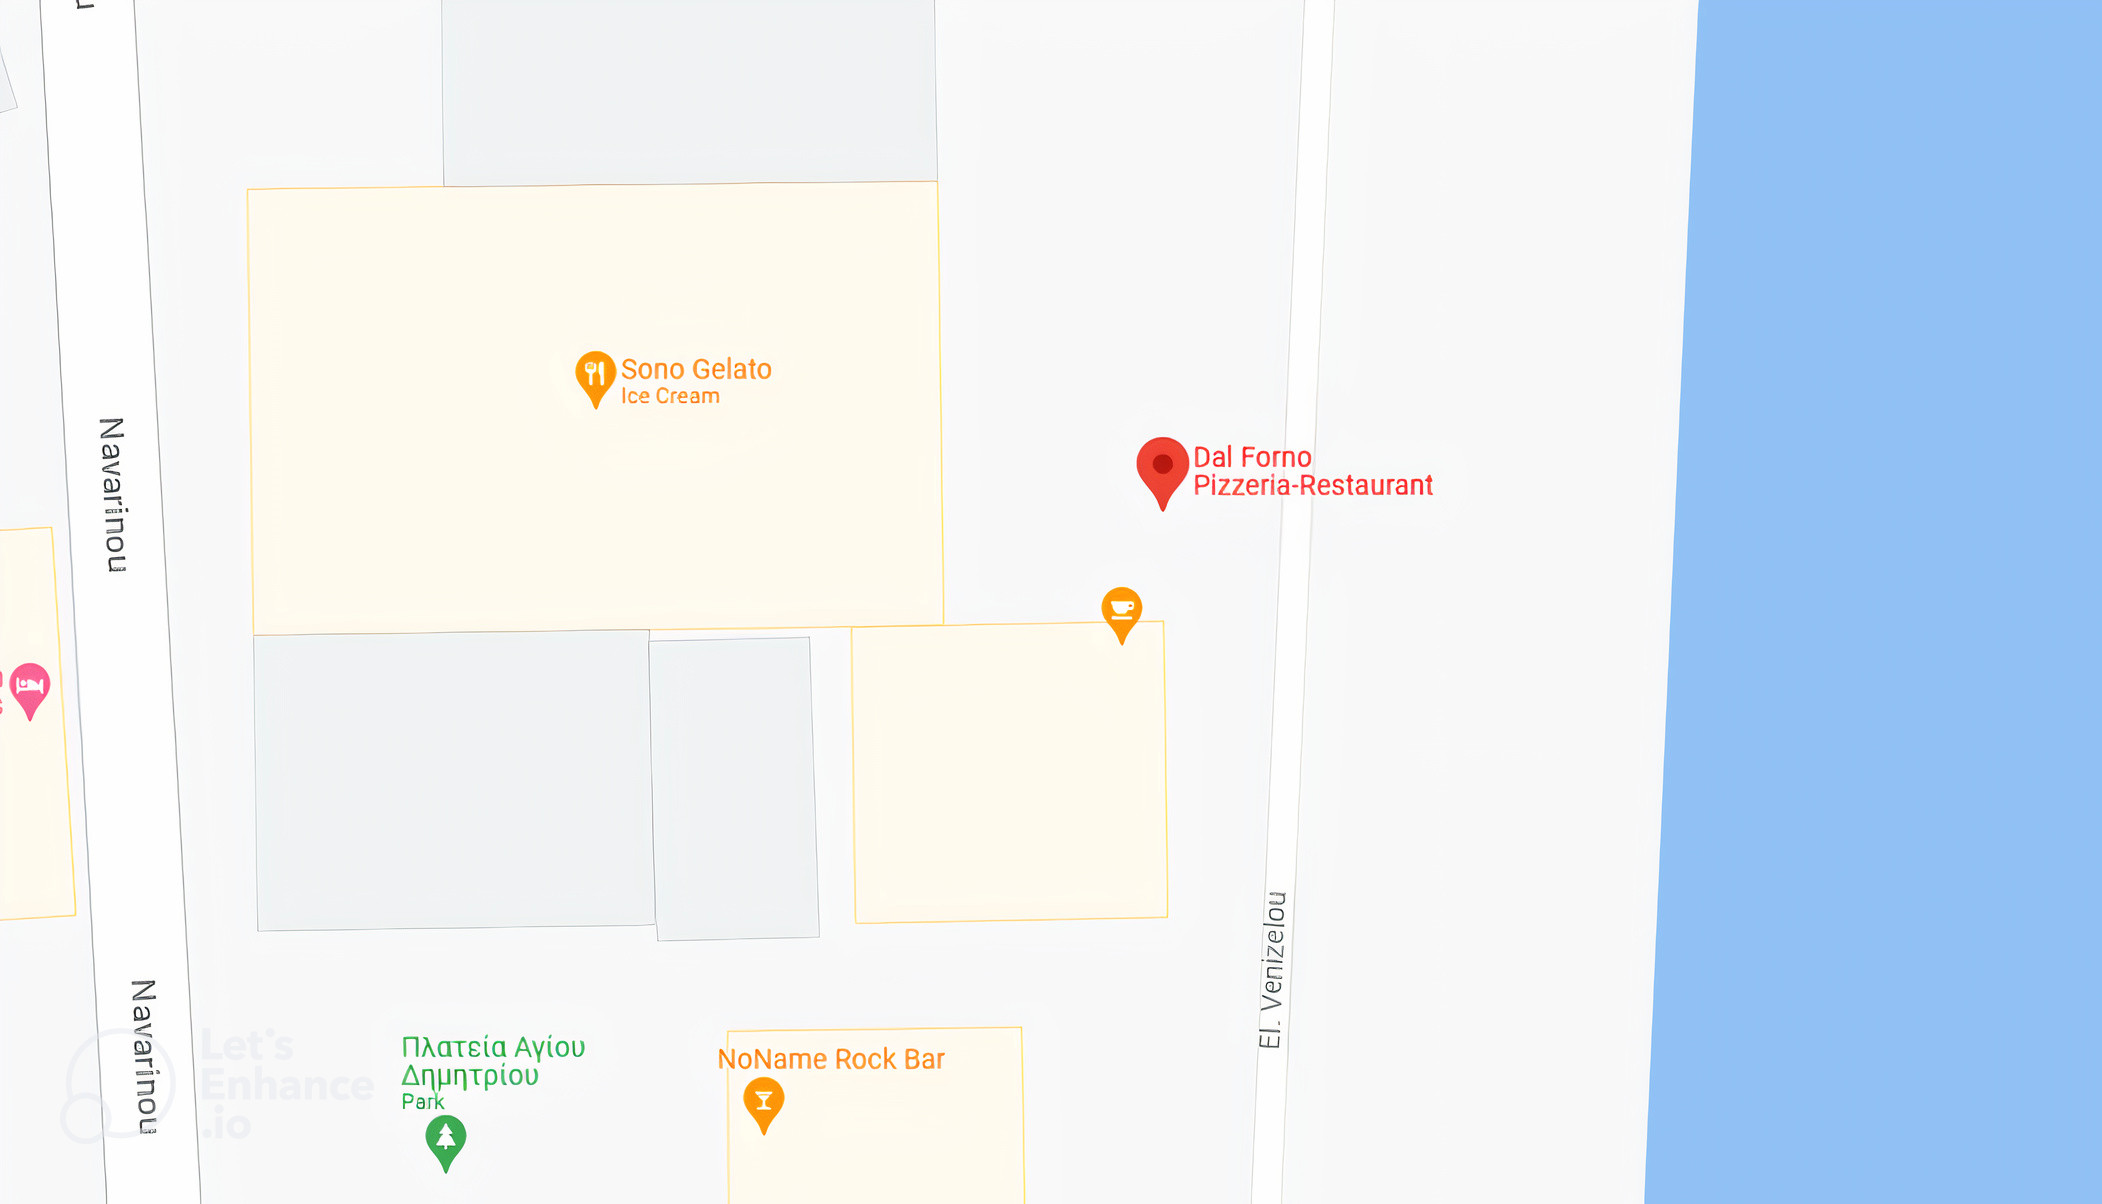 Sono Gelato
Ice Cream
Navarinou
Dal Forno
Pizzeria-Restaurant
El. Venizelou
Navarinou
Πλατεία Αγίου
Δημητρίου
Park
NoName Rock Bar
Let's
Enhance
.io